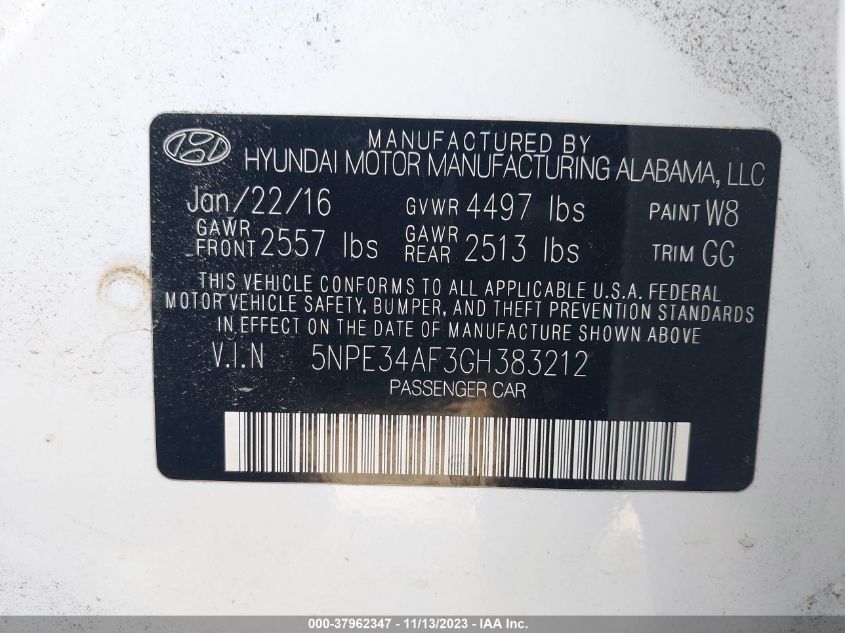 MANUFACTURED BY
HYUNDAI MOTOR MANUFACTURING ALABAMA, LLC
Jan/22/16 GVWR 4497 lbs PAINT W8
GAWR FRONT 2557 lbs GAWR REAR 2513 lbs TRIM GG
THIS VEHICLE CONFORMS TO ALL APPLICABLE U.S.A. FEDERAL
MOTOR VEHICLE SAFETY, BUMPER, AND THEFT PREVENTION STANDARDS
IN EFFECT ON THE DATE OF MANUFACTURE SHOWN ABOVE
V.I.N 5NPE34AF3GH383212
PASSENGER CAR
000-37962347 - 11/13/2023 - © IAA Inc.